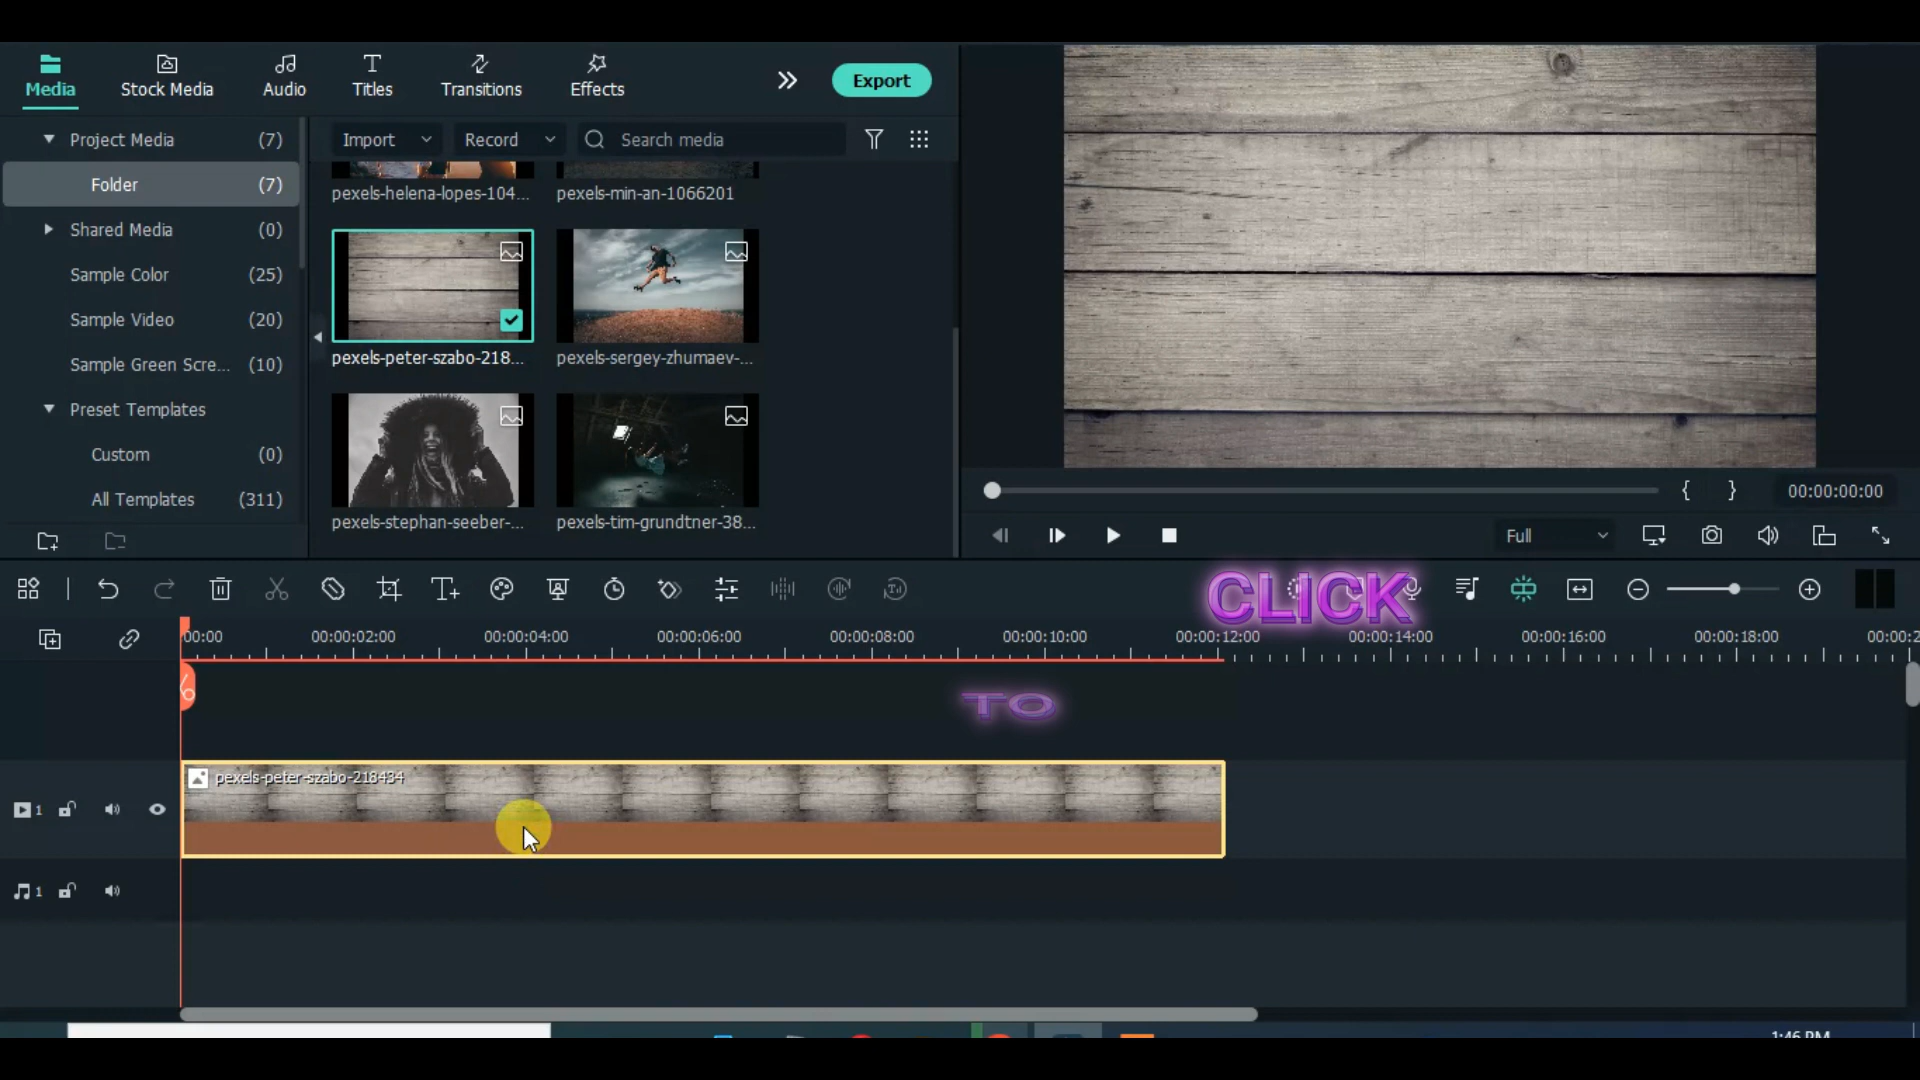 Media
Stock Media
Audio
Titles
Transitions
Effects
Export
Project Media (7)
Folder (7)
Shared Media (0)
Sample Color (25)
Sample Video (20)
Sample Green Scre... (10)
Preset Templates
Custom (0)
All Templates (311)
Import
Record
Search media
pexels-helena-lopes-104...
pexels-min-an-1066201
pexels-peter-szabo-218...
pexels-sergey-zhumaev-...
pexels-stephan-seeber-...
pexels-tim-grundtner-38...
{ } 00:00:00:00
Full
CLICK
00:00
00:00:02:00
00:00:04:00
00:00:06:00
00:00:08:00
00:00:10:00
00:00:12:00
00:00:14:00
00:00:16:00
00:00:18:00
00:00:2
TO
pexels-peter-szabo-218434
1
1
1:46 PM